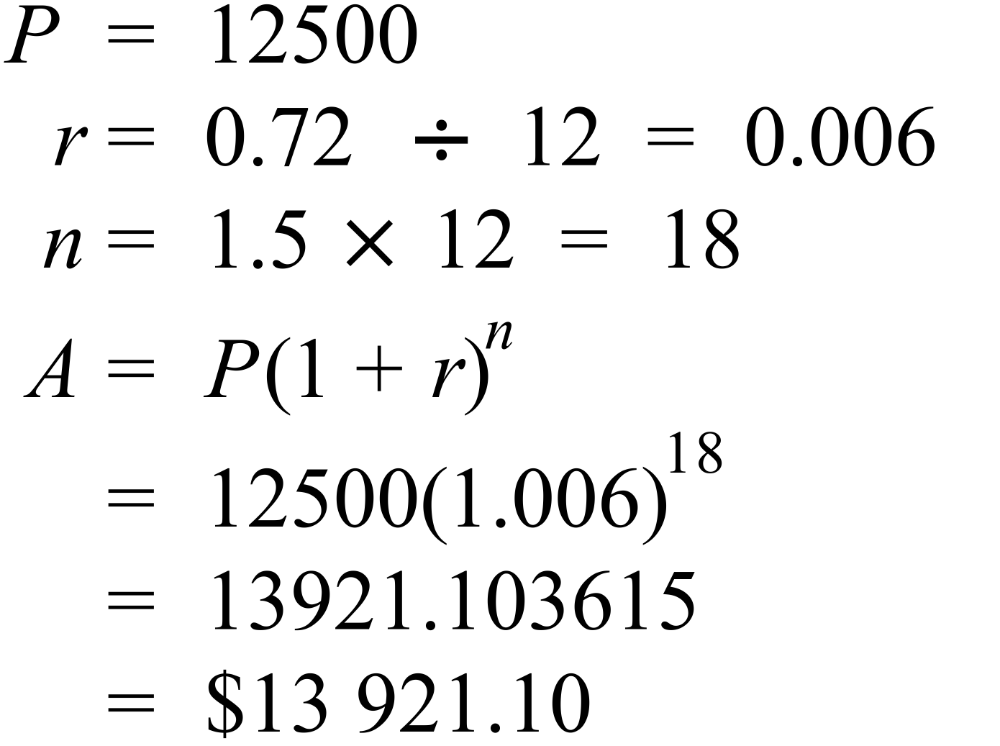 P = 12500
r = 0.72 ÷ 12 = 0.006
n = 1.5 × 12 = 18
A = P(1 + r)^n
= 12500(1.006)^18
= 13921.103615
= $13 921.10